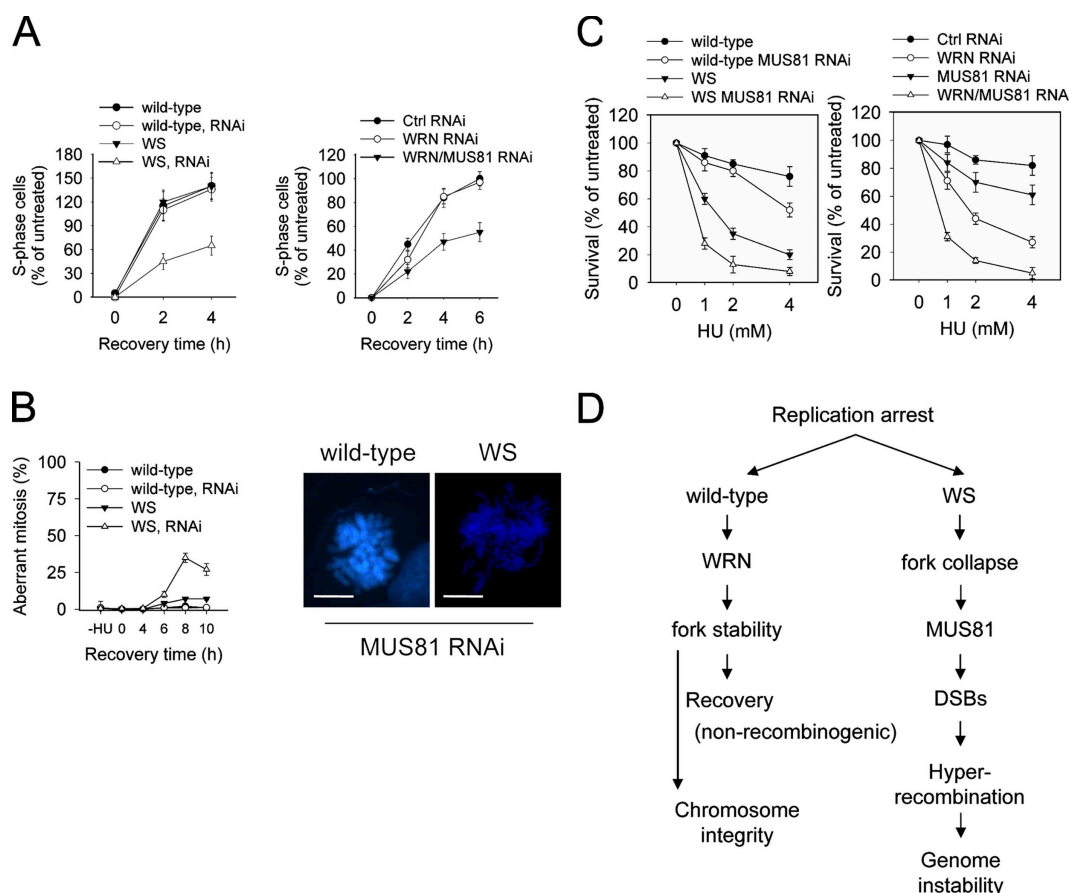 A
wild-type
wild-type, RNAi
WS
WS, RNAi
S-phase cells
(% of untreated)
180
150
120
90
60
30
0
0 2 4
Recovery time (h)
Ctrl RNAi
WRN RNAi
WRN/MUS81 RNAi
S-phase cells
(% of untreated)
100
80
60
40
20
0
0 2 4 6
Recovery time (h)
B
wild-type
wild-type, RNAi
WS
WS, RNAi
Aberrant mitosis (%)
100
75
50
25
0
-HU 0 4 6 8 10
Recovery time (h)
wild-type WS
MUS81 RNAi
C
wild-type
wild-type MUS81 RNAi
WS
WS MUS81 RNAi
Survival (% of untreated)
120
100
80
60
40
20
0
0 1 2 4
HU (mM)
Ctrl RNAi
WRN RNAi
MUS81 RNAi
WRN/MUS81 RNA
Survival (% of untreated)
120
100
80
60
40
20
0
0 1 2 4
HU (mM)
D
Replication arrest
wild-type
WRN
fork stability
Recovery
(non-recombinogenic)
Chromosome
integrity
WS
fork collapse
MUS81
DSBs
Hyper-
recombination
Genome
instability